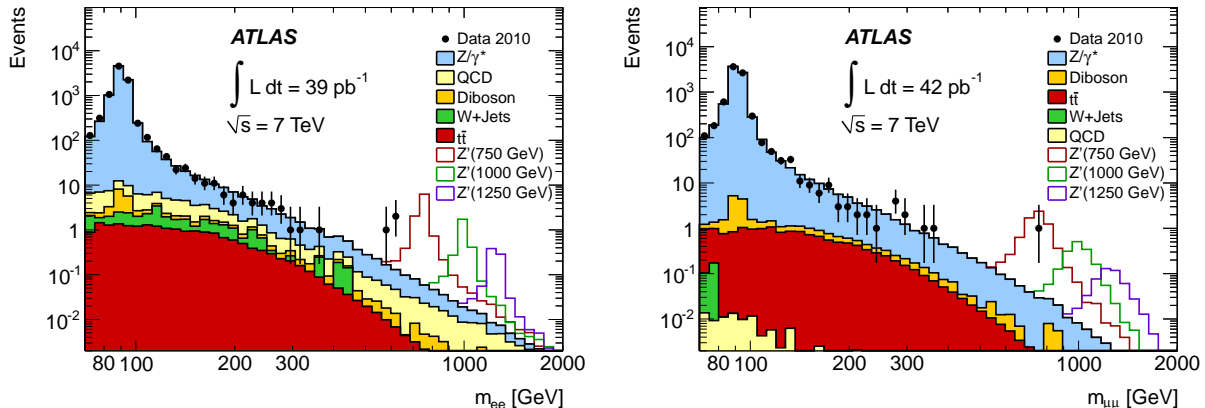 Events
10⁴
10³
10²
10
1
10⁻¹
10⁻²
80 100 200 300 1000 2000
mₑₑ [GeV]
ATLAS
∫ L dt = 39 pb⁻¹
√s = 7 TeV
Data 2010
Z/γ*
QCD
Diboson
W+Jets
tt̄
Z'(750 GeV)
Z'(1000 GeV)
Z'(1250 GeV)
Events
10⁴
10³
10²
10
1
10⁻¹
10⁻²
80 100 200 300 1000 2000
m_μμ [GeV]
ATLAS
∫ L dt = 42 pb⁻¹
√s = 7 TeV
Data 2010
Z/γ*
Diboson
tt̄
W+Jets
QCD
Z'(750 GeV)
Z'(1000 GeV)
Z'(1250 GeV)